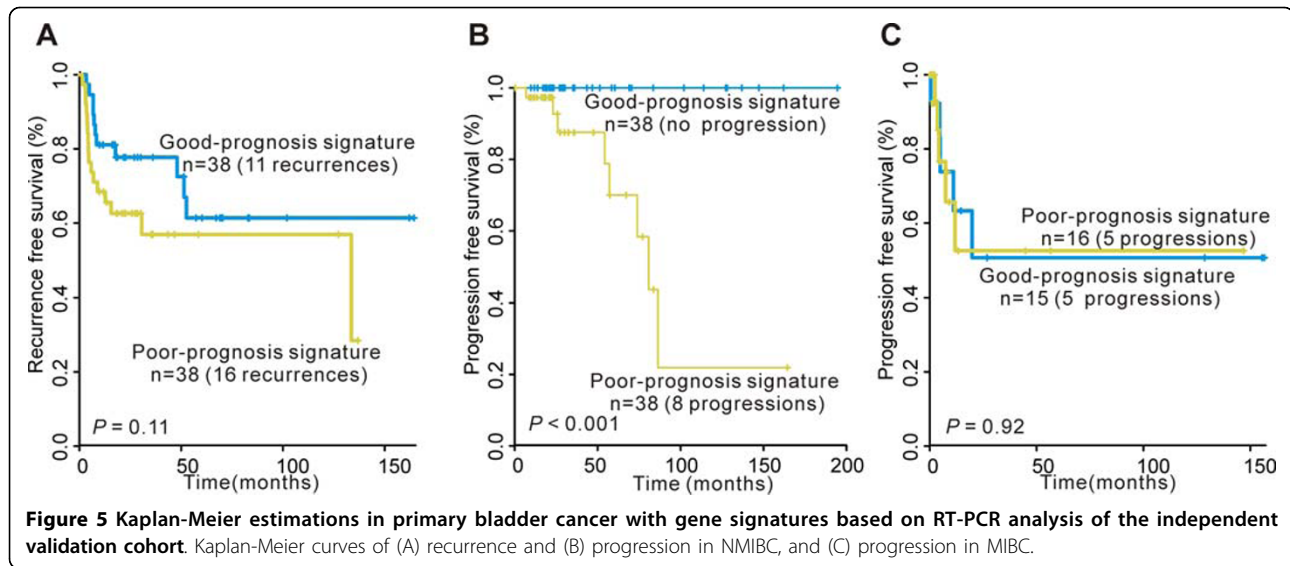 A
Recurrence free survival (%)
1.0
0.8
0.6
0.4
0.2
0.0
Good-prognosis signature
n=38 (11 recurrences)
Poor-prognosis signature
n=38 (16 recurrences)
P = 0.11
0 50 100 150
Time(months)
B
Progression free survival (%)
1.0
0.8
0.6
0.4
0.2
0.0
Good-prognosis signature
n=38 (no progression)
Poor-prognosis signature
n=38 (8 progressions)
P < 0.001
0 50 100 150 200
Time (months)
C
Progression free survival (%)
1.0
0.8
0.6
0.4
0.2
0.0
Poor-prognosis signature
n=16 (5 progressions)
Good-prognosis signature
n=15 (5 progressions)
P = 0.92
0 50 100 150
Time(months)
Figure 5 Kaplan-Meier estimations in primary bladder cancer with gene signatures based on RT-PCR analysis of the independent
validation cohort. Kaplan-Meier curves of (A) recurrence and (B) progression in NMIBC, and (C) progression in MIBC.